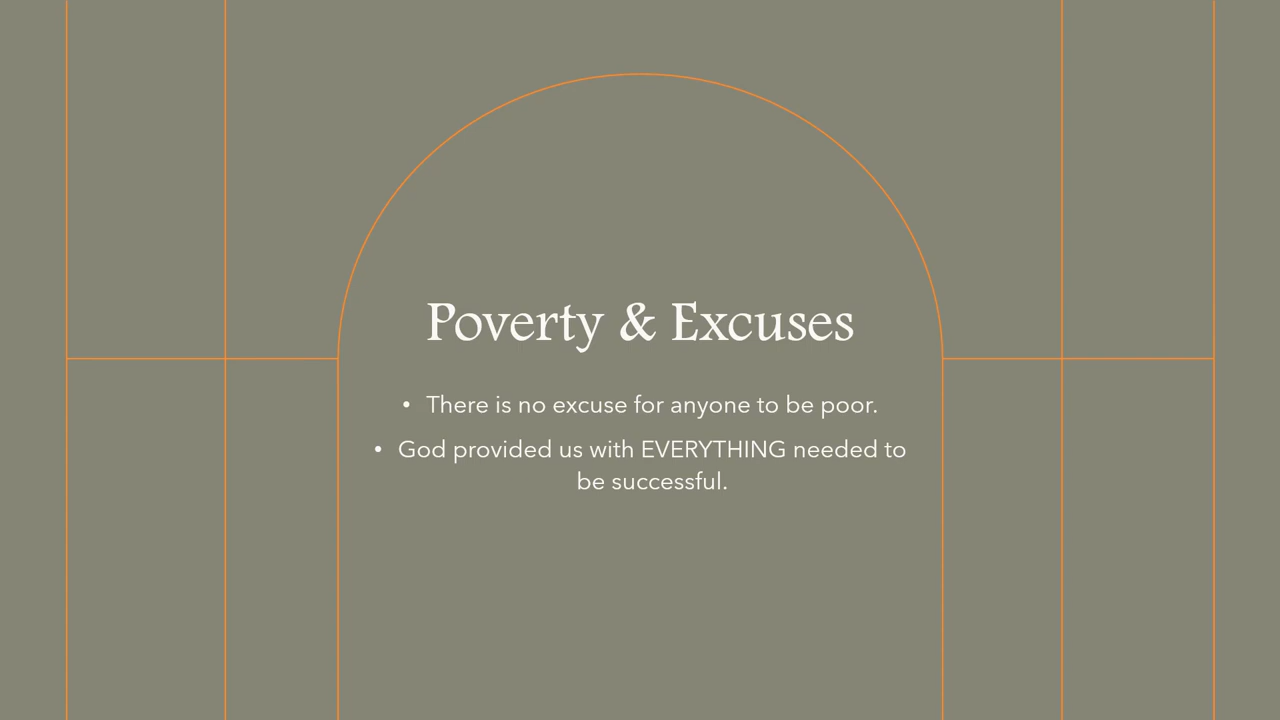 Poverty & Excuses
• There is no excuse for anyone to be poor.
• God provided us with EVERYTHING needed to
be successful.